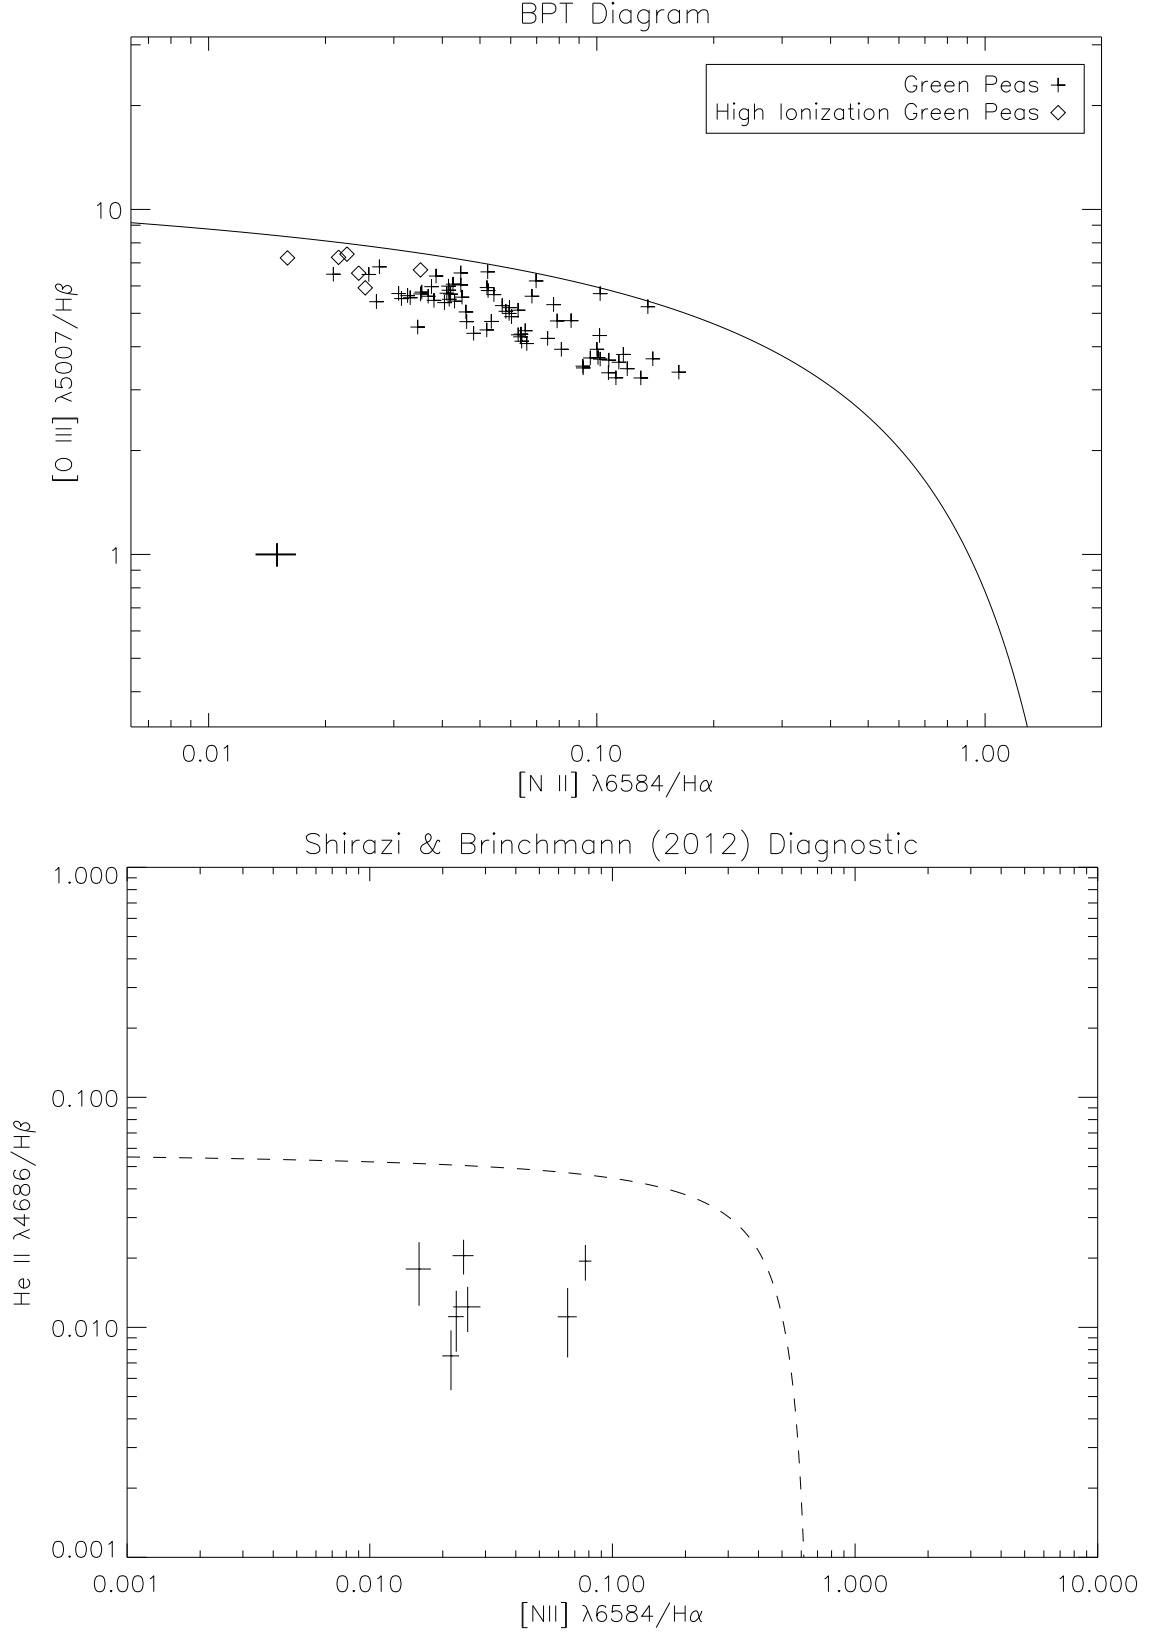 BPT Diagram
Green Peas
High Ionization Green Peas
10
1
[O III] λ5007/Hβ
0.01 0.10 1.00
[N II] λ6584/Hα
Shirazi & Brinchmann (2012) Diagnostic
1.000
0.100
0.010
0.001
He II λ4686/Hβ
0.001 0.010 0.100 1.000 10.000
[NII] λ6584/Hα